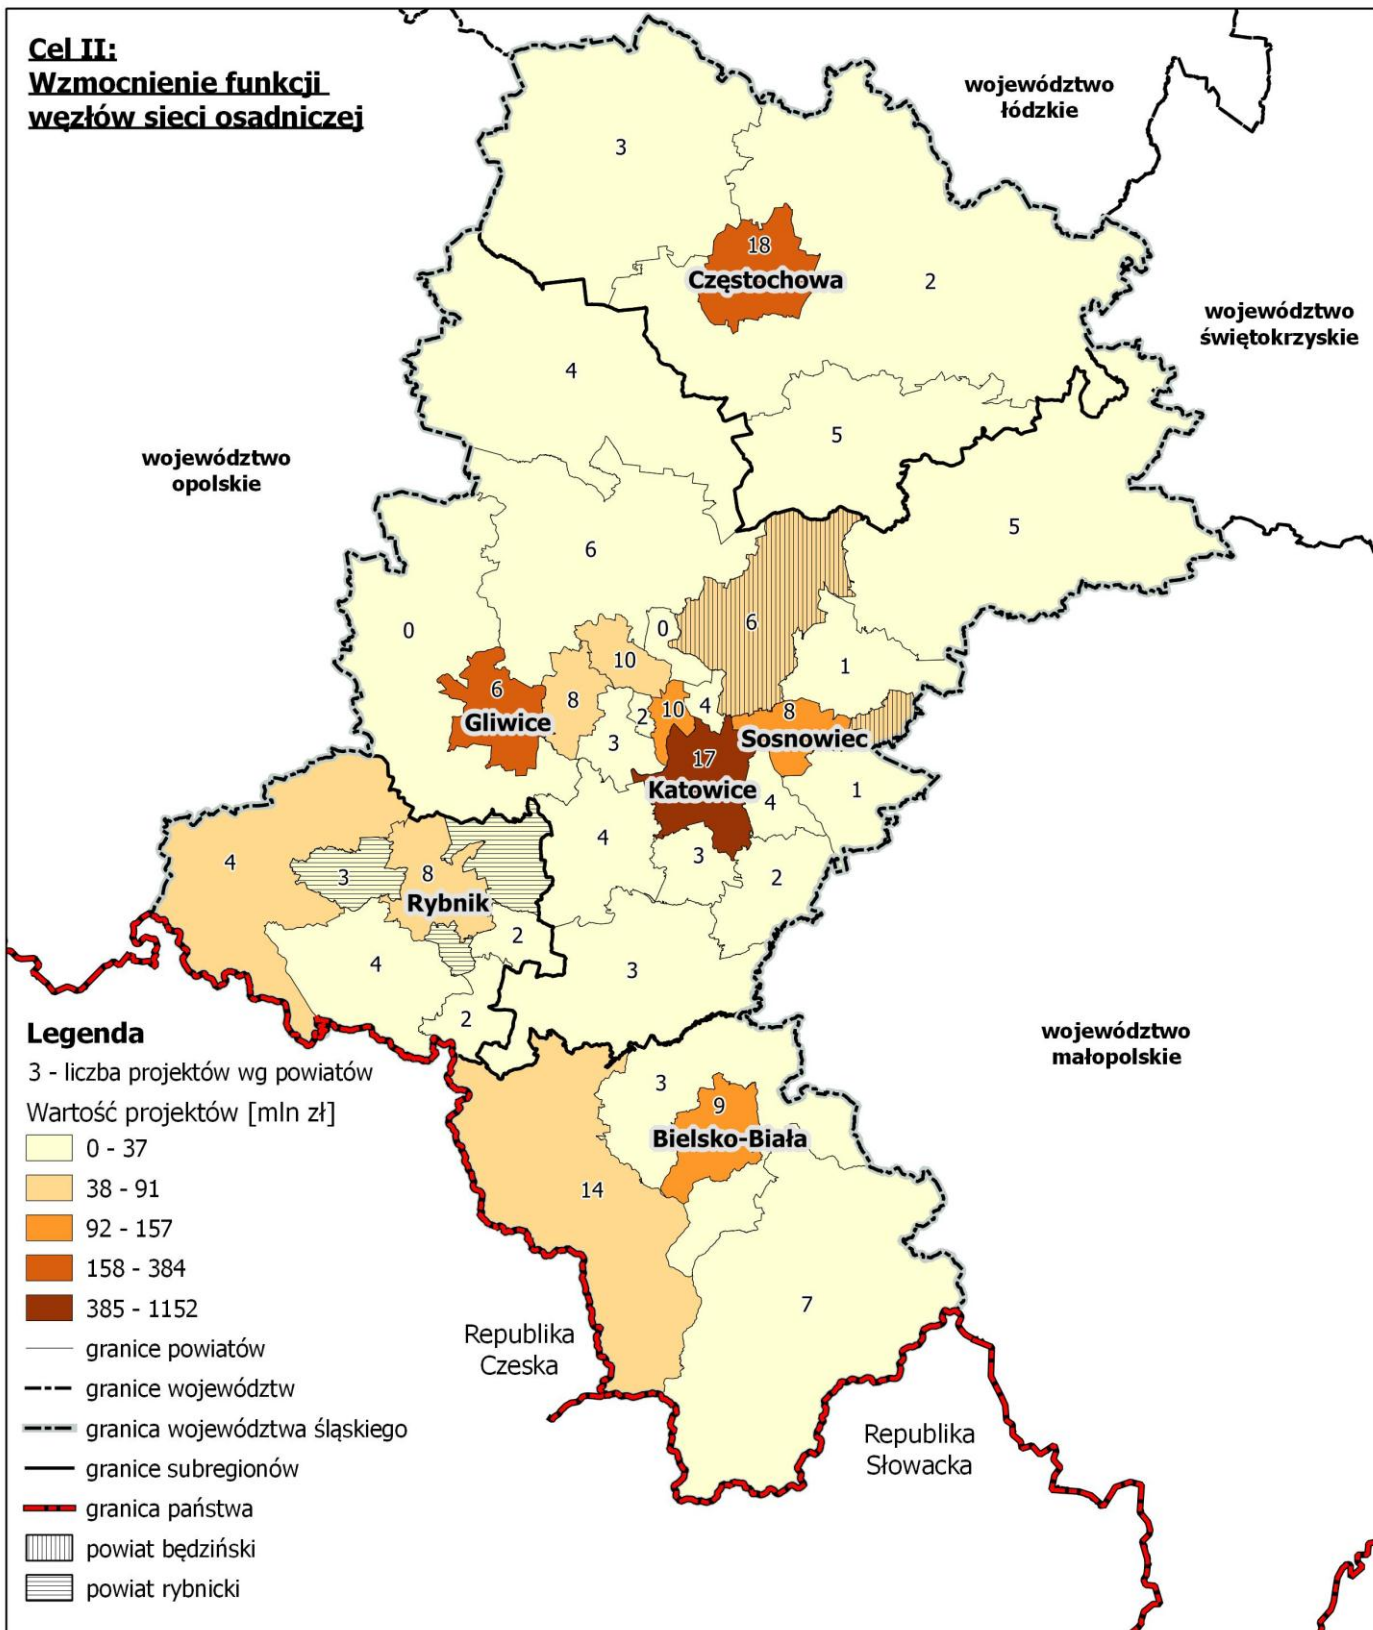 Cel II:
Wzmocnienie funkcji
węzłów sieci osadniczej
województwo
łódzkie
3
18
Częstochowa
2
województwo
świętokrzyskie
4
5
województwo
opolskie
5
6
0
0
6
10
1
6
Gliwice
8
2
10
4
8
Sosnowiec
3
17
Katowice
4
1
4
3
8
Rybnik
4
3
2
2
4
3
2
województwo
małopolskie
3
9
Bielsko-Biała
14
7
Republika
Czeska
Republika
Słowacka
Legenda
3 - liczba projektów wg powiatów
Wartość projektów [mln zł]
0 - 37
38 - 91
92 - 157
158 - 384
385 - 1152
granice powiatów
granice województw
granica województwa śląskiego
granice subregionów
granica państwa
powiat będziński
powiat rybnicki